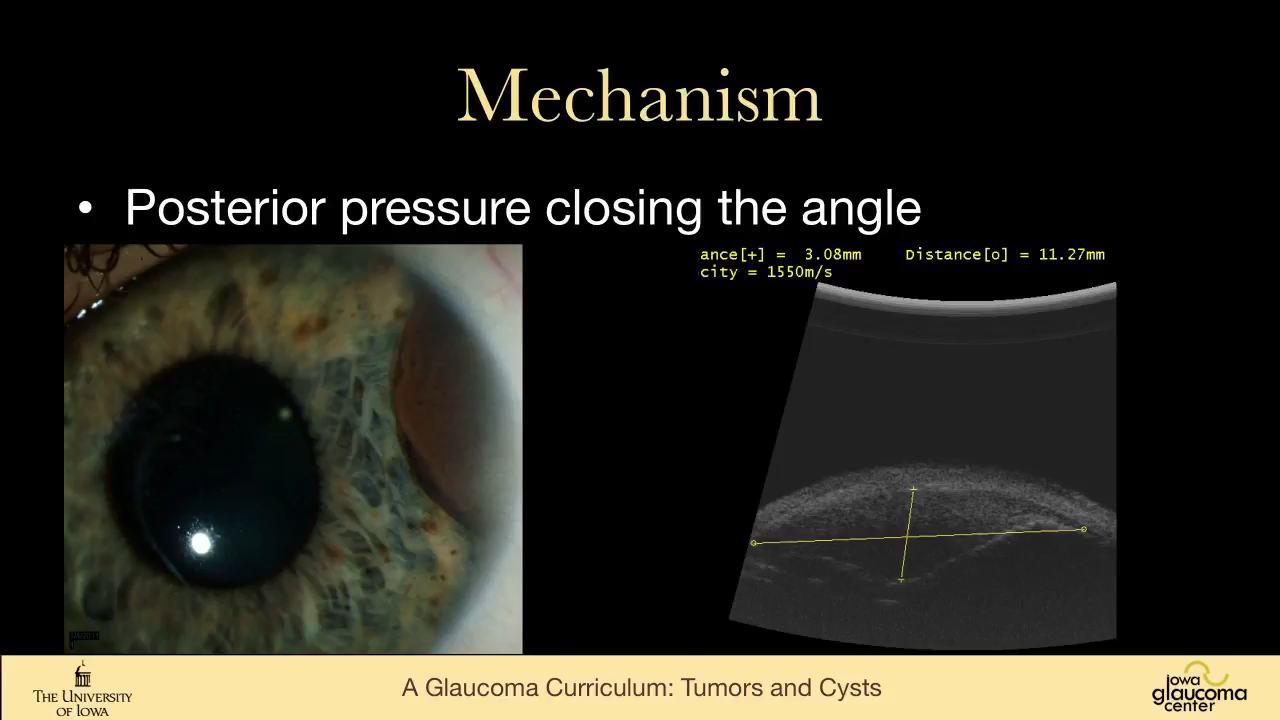 Mechanism
• Posterior pressure closing the angle
ance[+] = 3.08mm Distance[o] = 11.27mm
city = 1550m/s
THE UNIVERSITY
OF IOWA
A Glaucoma Curriculum: Tumors and Cysts
iowa
glaucoma
center